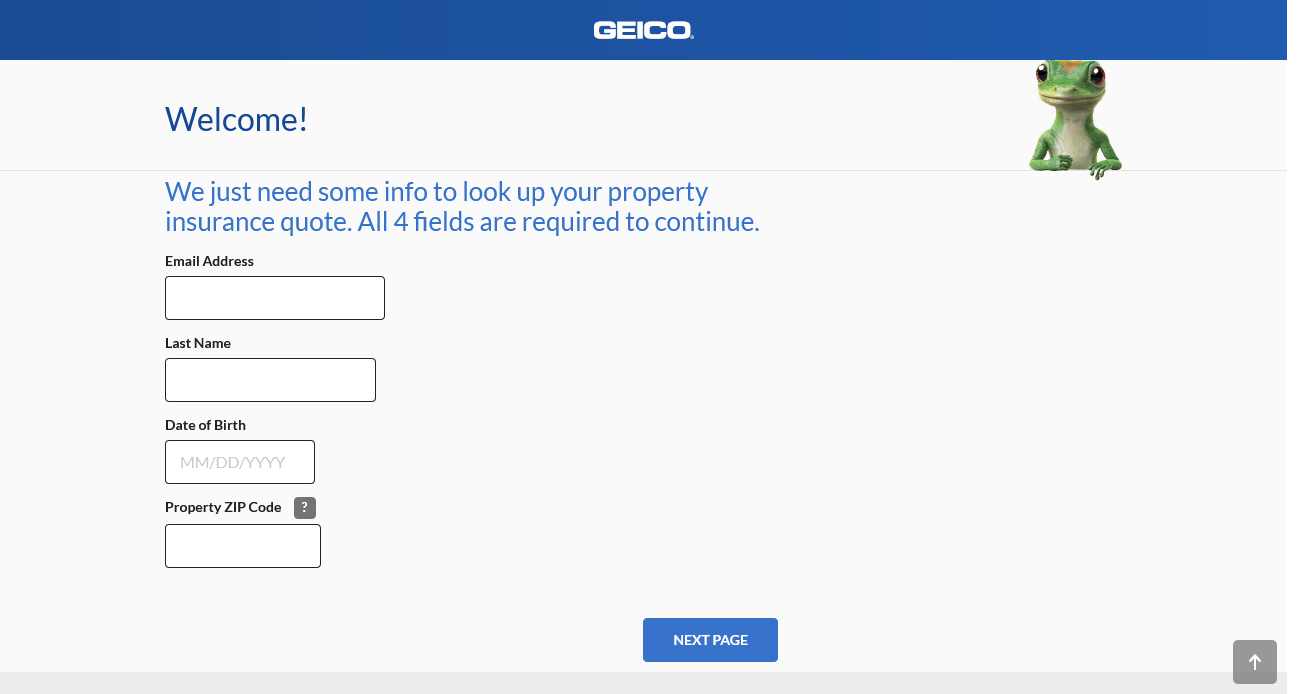 GEICO
Welcome!
We just need some info to look up your property
insurance quote. All 4 fields are required to continue.
Email Address
Last Name
Date of Birth
MM/DD/YYYY
Property ZIP Code ?
NEXT PAGE